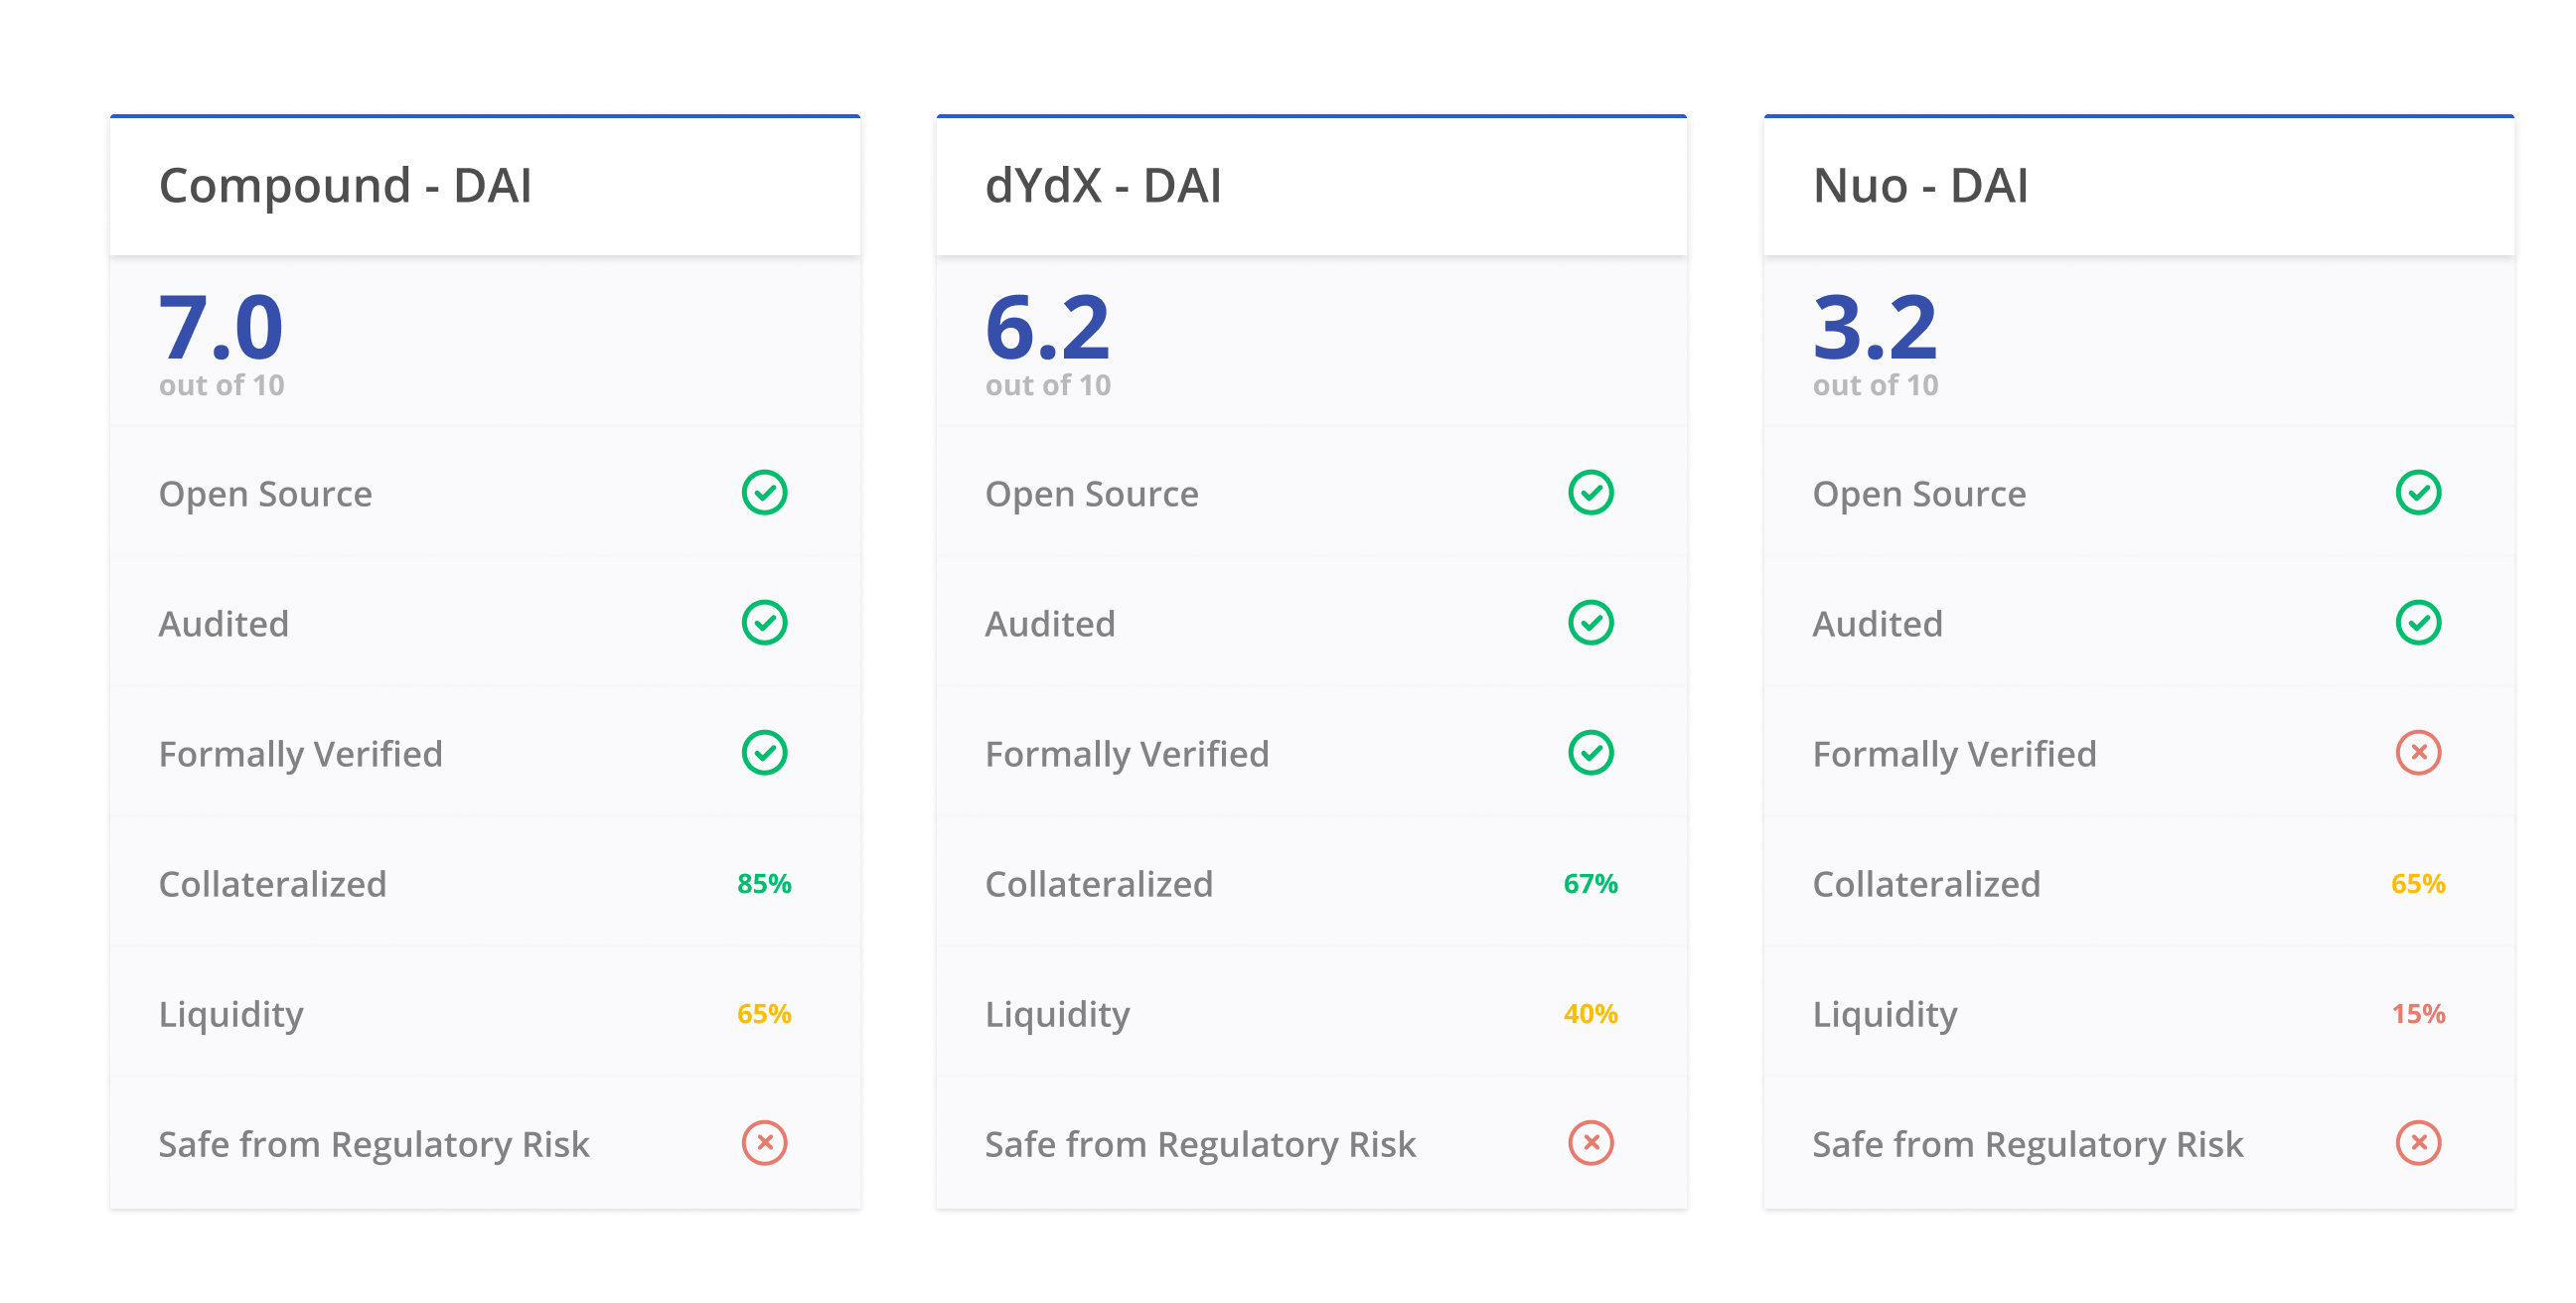 Compound - DAI
7.0
out of 10
Open Source
Audited
Formally Verified
Collateralized 85%
Liquidity 65%
Safe from Regulatory Risk
dYdX - DAI
6.2
out of 10
Open Source
Audited
Formally Verified
Collateralized 67%
Liquidity 40%
Safe from Regulatory Risk
Nuo - DAI
3.2
out of 10
Open Source
Audited
Formally Verified
Collateralized 65%
Liquidity 15%
Safe from Regulatory Risk